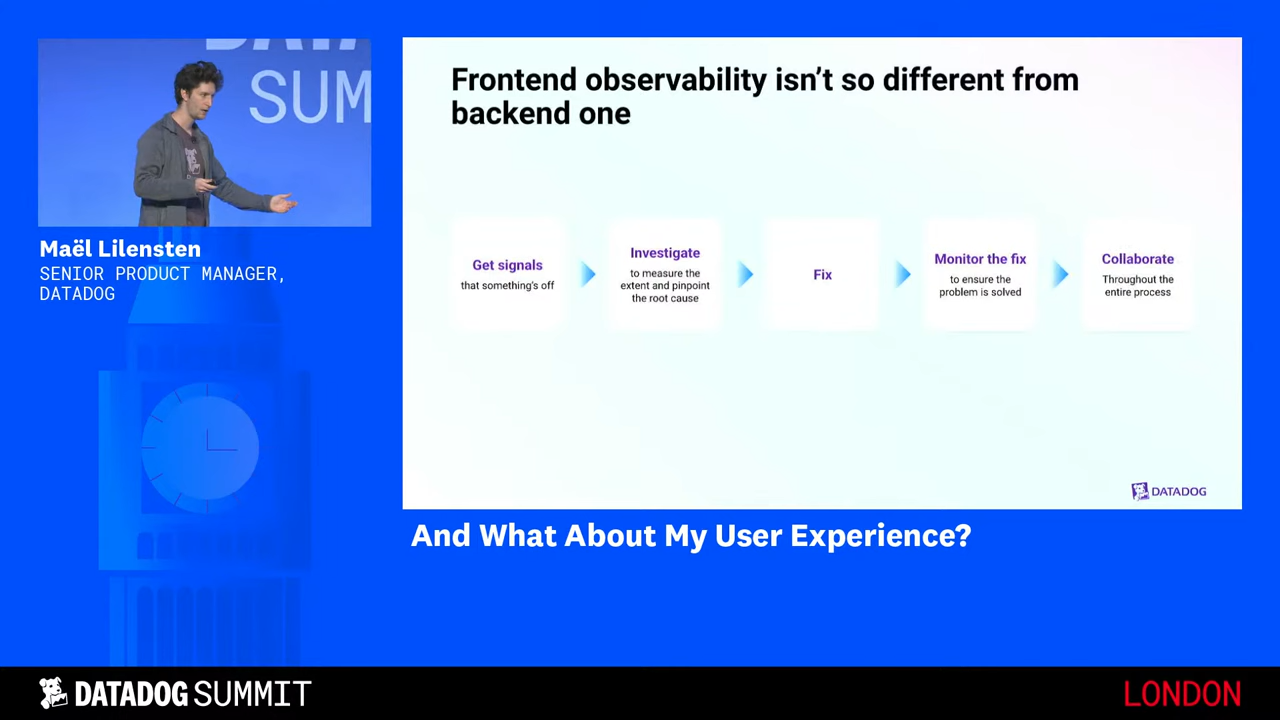 SUM
Maël Lilensten
SENIOR PRODUCT MANAGER,
DATADOG
Frontend observability isn't so different from
backend one
Get signals
that something's off
Investigate
to measure the
extent and pinpoint
the root cause
Fix
Monitor the fix
to ensure the
problem is solved
Collaborate
Throughout the
entire process
DATADOG
And What About My User Experience?
DATADOG SUMMIT
LONDON